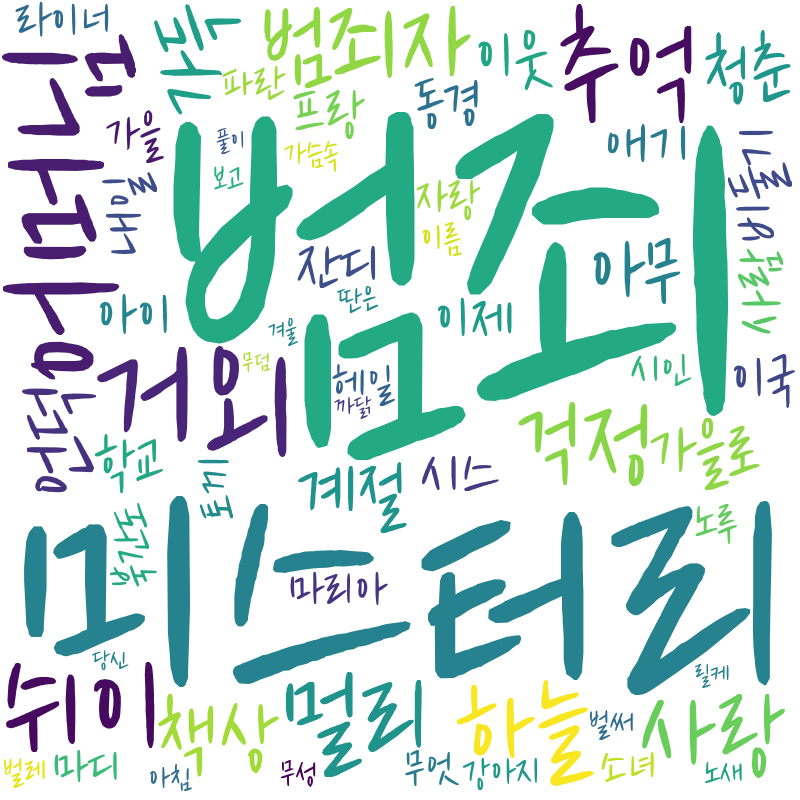 라이너
범죄자
이웃
추억
청춘
가득
파란
프랑
동경
가을
풀이
가슴속
애기
보고
범죄
자랑
이름
잔디
아무
딴은
아이
이제
겨울
무덤
헤일
까닭
시인
이국
거외
걱정
가을로
학교
토끼
계절
시스
미스터리
노루
마리아
당신
릴케
쉬이
책상
멀리
하늘
벌써
사랑
벌레
마디
아침
무성
무엇
강아지
소녀
노새